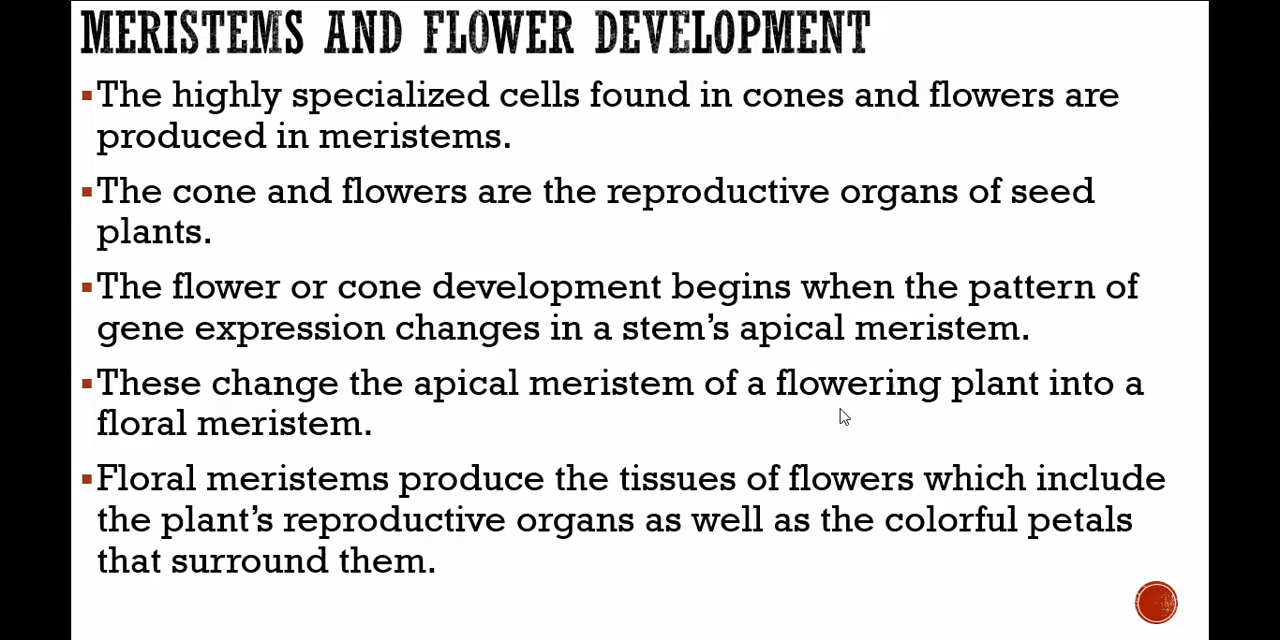 MERISTEMS AND FLOWER DEVELOPMENT
▪The highly specialized cells found in cones and flowers are
produced in meristems.
▪The cone and flowers are the reproductive organs of seed
plants.
▪The flower or cone development begins when the pattern of
gene expression changes in a stem’s apical meristem.
▪These change the apical meristem of a flowering plant into a
floral meristem.
▪Floral meristems produce the tissues of flowers which include
the plant’s reproductive organs as well as the colorful petals
that surround them.